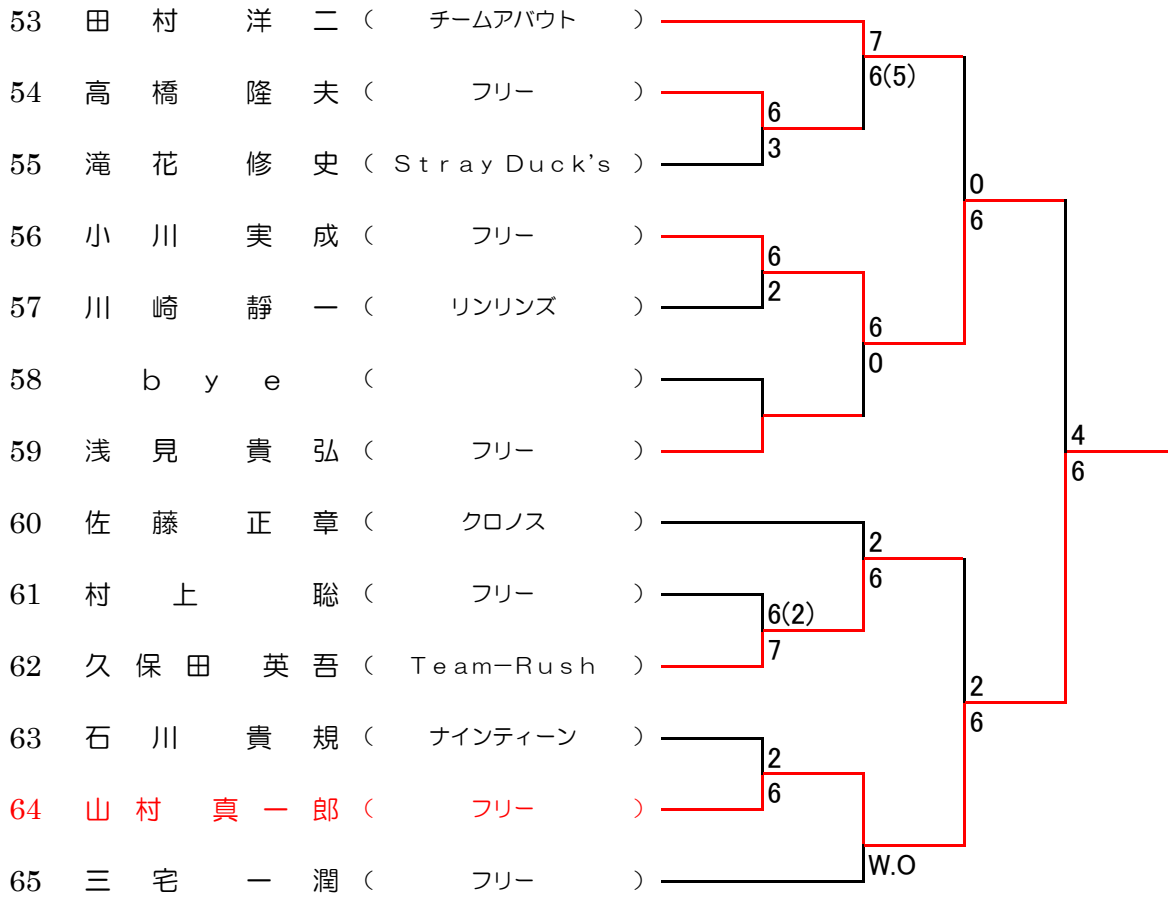 53 田村 洋二 ( チームアバウト )
7
6(5)
54 高橋 隆夫 ( フリー )
6
3
55 滝花 修史 ( Stray Duck's )
0
6
56 小川 実成 ( フリー )
6
2
57 川崎 靜一 ( リンリンズ )
6
0
58 bye ( )
59 浅見 貴弘 ( フリー )
4
6
60 佐藤 正章 ( クロノス )
2
6
61 村上 聡 ( フリー )
6(2)
7
62 久保田 英吾 ( Team-Rush )
2
6
63 石川 貴規 ( ナインティーン )
2
6
64 山村 真一郎 ( フリー )
W.O
65 三宅 一潤 ( フリー )